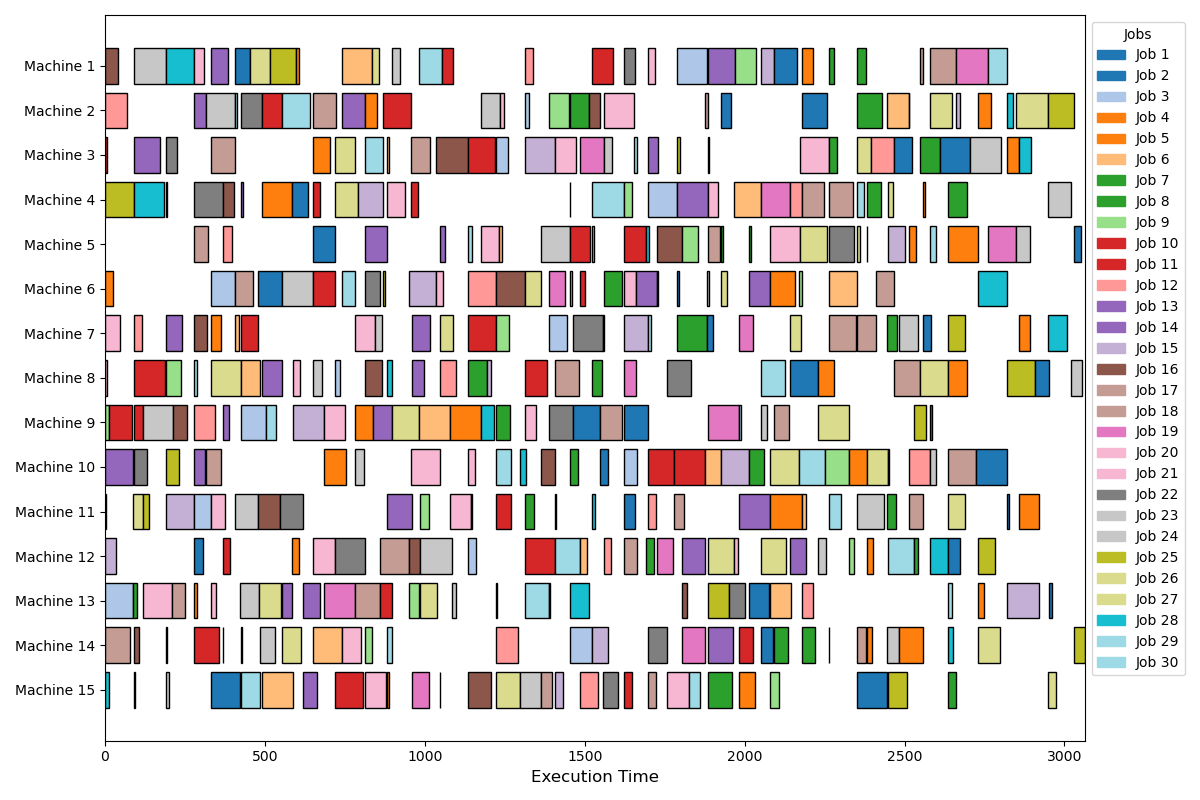 Machine 1
Machine 2
Machine 3
Machine 4
Machine 5
Machine 6
Machine 7
Machine 8
Machine 9
Machine 10
Machine 11
Machine 12
Machine 13
Machine 14
Machine 15
0 500 1000 1500 2000 2500 3000
Execution Time
Jobs
Job 1
Job 2
Job 3
Job 4
Job 5
Job 6
Job 7
Job 8
Job 9
Job 10
Job 11
Job 12
Job 13
Job 14
Job 15
Job 16
Job 17
Job 18
Job 19
Job 20
Job 21
Job 22
Job 23
Job 24
Job 25
Job 26
Job 27
Job 28
Job 29
Job 30